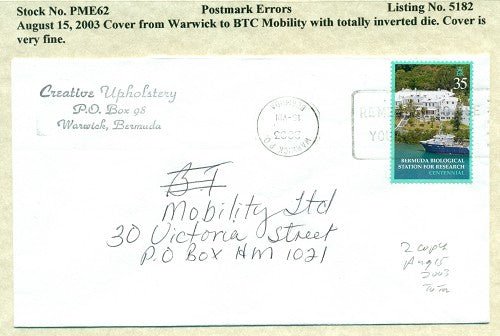 Stock No. PME62 Postmark Errors Listing No. 5182
August 15, 2003 Cover from Warwick to BTC Mobility with totally inverted die. Cover is
very fine.
Creative Upholstery
P.O. Box 98
Warwick, Bermuda
WARWICK
35
BERMUDA BIOLOGICAL
STATION FOR RESEARCH
CENTENNIAL
BT
Mobility Ltd
30 Victoria Street
P.O Box HM 1021
2 copy
Aug 15
2003